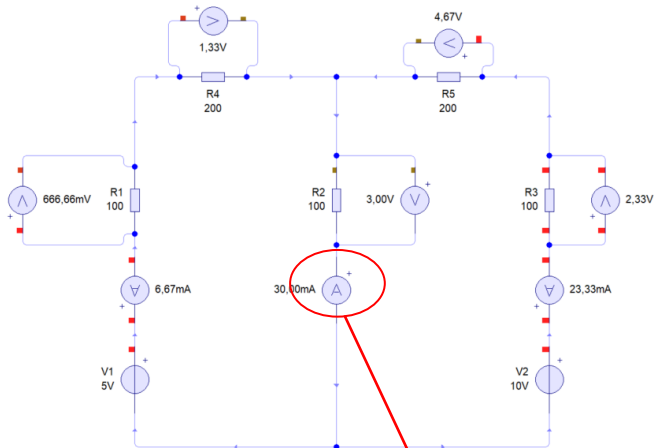 1,33V
R4
200
4,67V
R5
200
666,66mV
R1
100
R2
100
3,00V
R3
100
2,33V
6,67mA
30,00mA
23,33mA
V1
5V
V2
10V